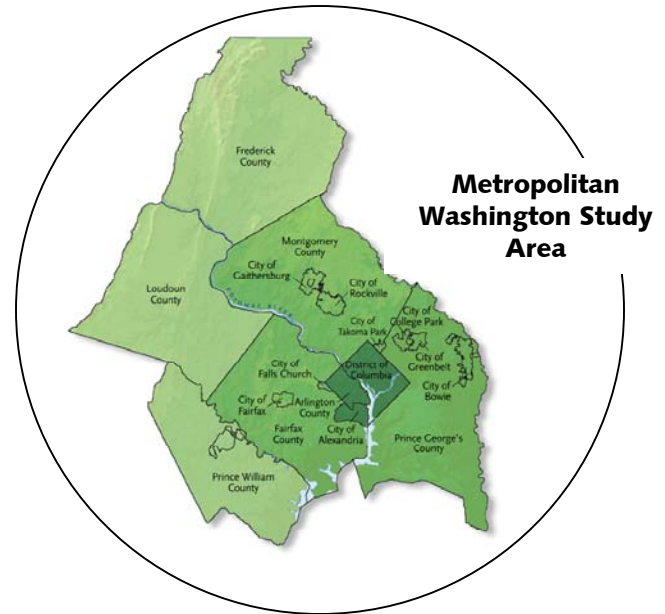 Metropolitan
Washington Study
Area
Frederick
County
Montgomery
County
City of
Gaithersburg
City of
Rockville
Loudoun
County
POTOMAC RIVER
City of
Takoma Park
City of
College Park
City of
Greenbelt
City of
Bowie
District of
Columbia
City of
Falls Church
City of
Fairfax
Arlington
County
Fairfax
County
City of
Alexandria
Prince George's
County
Prince William
County